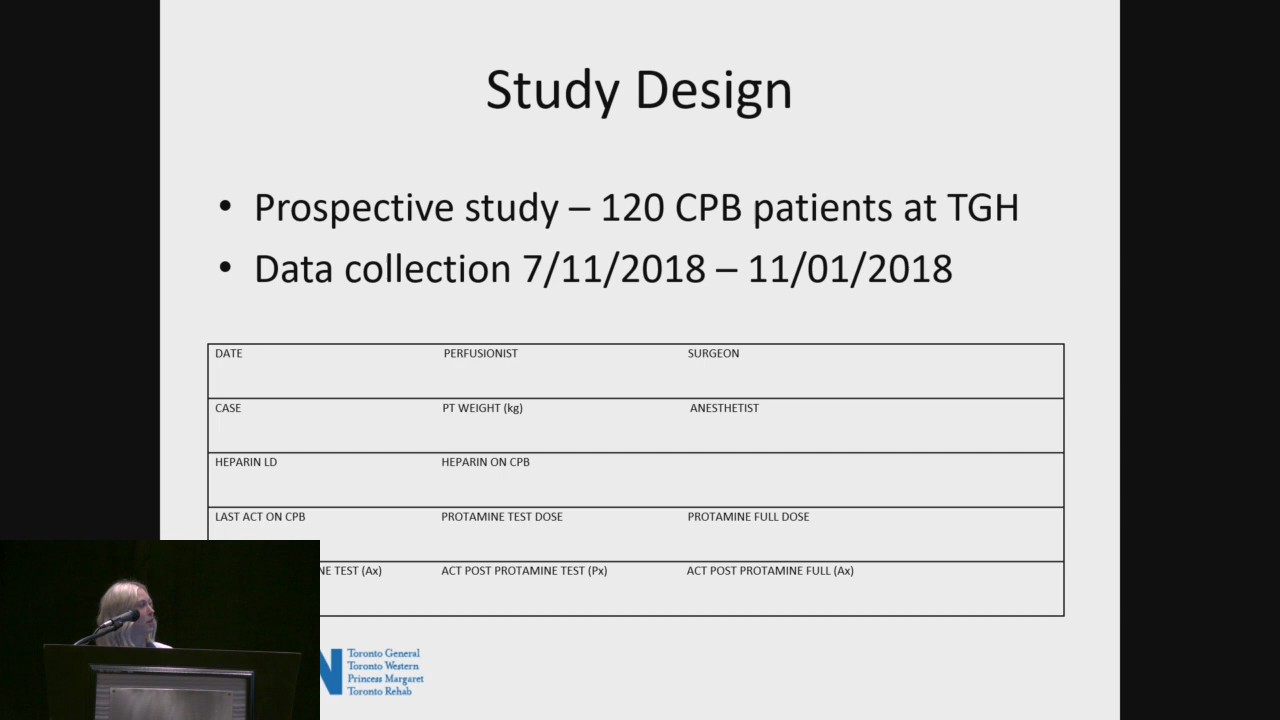 Study Design
• Prospective study – 120 CPB patients at TGH
• Data collection 7/11/2018 – 11/01/2018
DATE PERFUSIONIST SURGEON
CASE PT WEIGHT (kg) ANESTHETIST
HEPARIN LD HEPARIN ON CPB
LAST ACT ON CPB PROTAMINE TEST DOSE PROTAMINE FULL DOSE
TEST (Ax) ACT POST PROTAMINE TEST (Px) ACT POST PROTAMINE FULL (Ax)
Toronto General
Toronto Western
Princess Margaret
Toronto Rehab